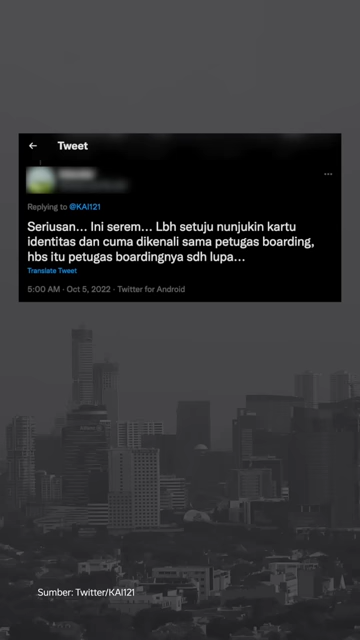 Tweet
Replying to @KAI121
Seriusan... Ini serem... Lbh setuju nunjukin kartu
identitas dan cuma dikenali sama petugas boarding,
hbs itu petugas boardingnya sdh lupa...
Translate Tweet
5:00 AM · Oct 5, 2022 · Twitter for Android
Sumber: Twitter/KAI121